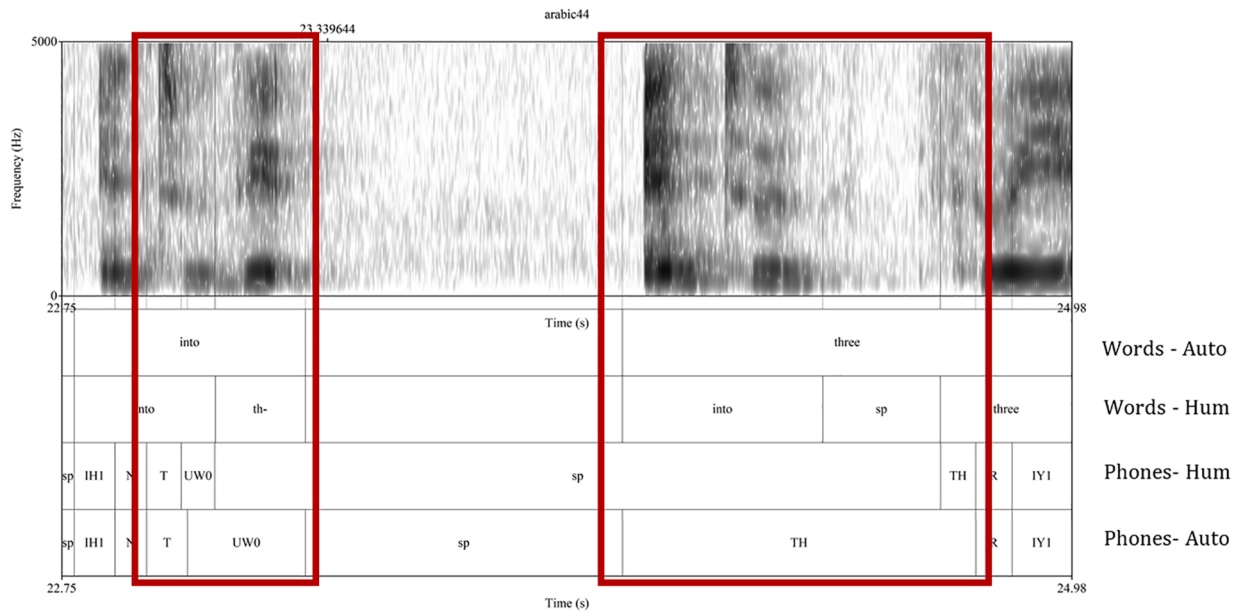 arabic44
23.339644
5000
Frequency (Hz)
0
22.75 24.98
Time (s)
into three Words - Auto
nto th- into sp three Words - Hum
sp IH1 N T UW0 sp TH R IY1 Phones- Hum
sp IH1 N T UW0 sp TH R IY1 Phones- Auto
22.75 24.98
Time (s)